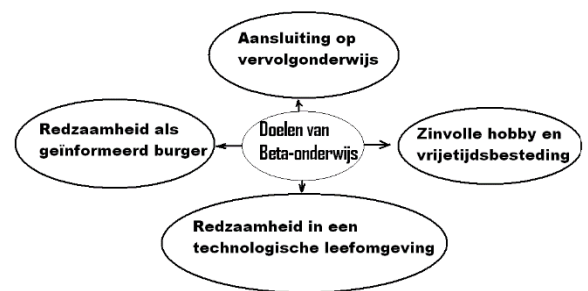 Aansluiting op
vervolgonderwijs
Redzaamheid als
geïnformeerd burger
Doelen van
Beta-onderwijs
Zinvolle hobby en
vrijetijdsbesteding
Redzaamheid in een
technologische leefomgeving